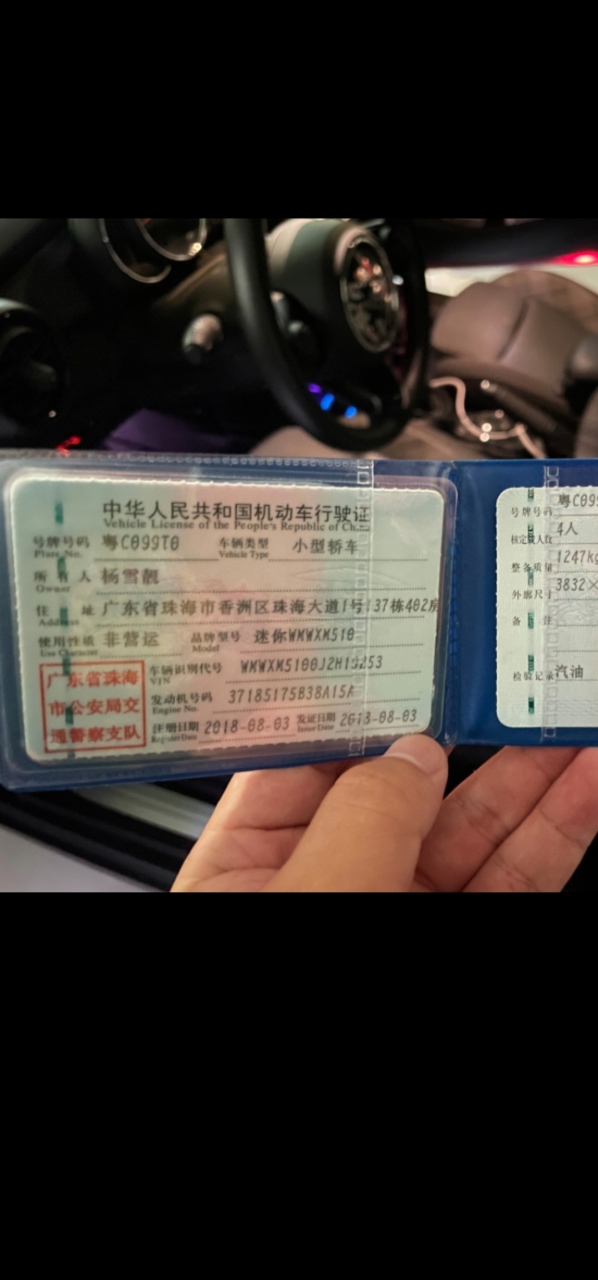 中华人民共和国机动车行驶证
Vehicle License of the People's Republic of
号牌号码 粤C099T0 车辆类型 小型轿车
Plate No. Vehicle Type
所有人 杨雪靓
Owner
住址 广东省珠海市香洲区珠海大道1号137栋402房
Address
使用性质 非营运 品牌型号 迷你WMWXM510
Use Character Model
广东省珠海
市公安局交
通警察支队
车辆识别代号
VIN
发动机号码 37185175B38A15A
Engine No.
注册日期 2018-08-03 发证日期 2018-08-03
Register Date Issue Date
号牌号码 粤C099
核定载人数 4人
整备质量 1247kg
外廓尺寸 3832×
备注
检验记录 汽油